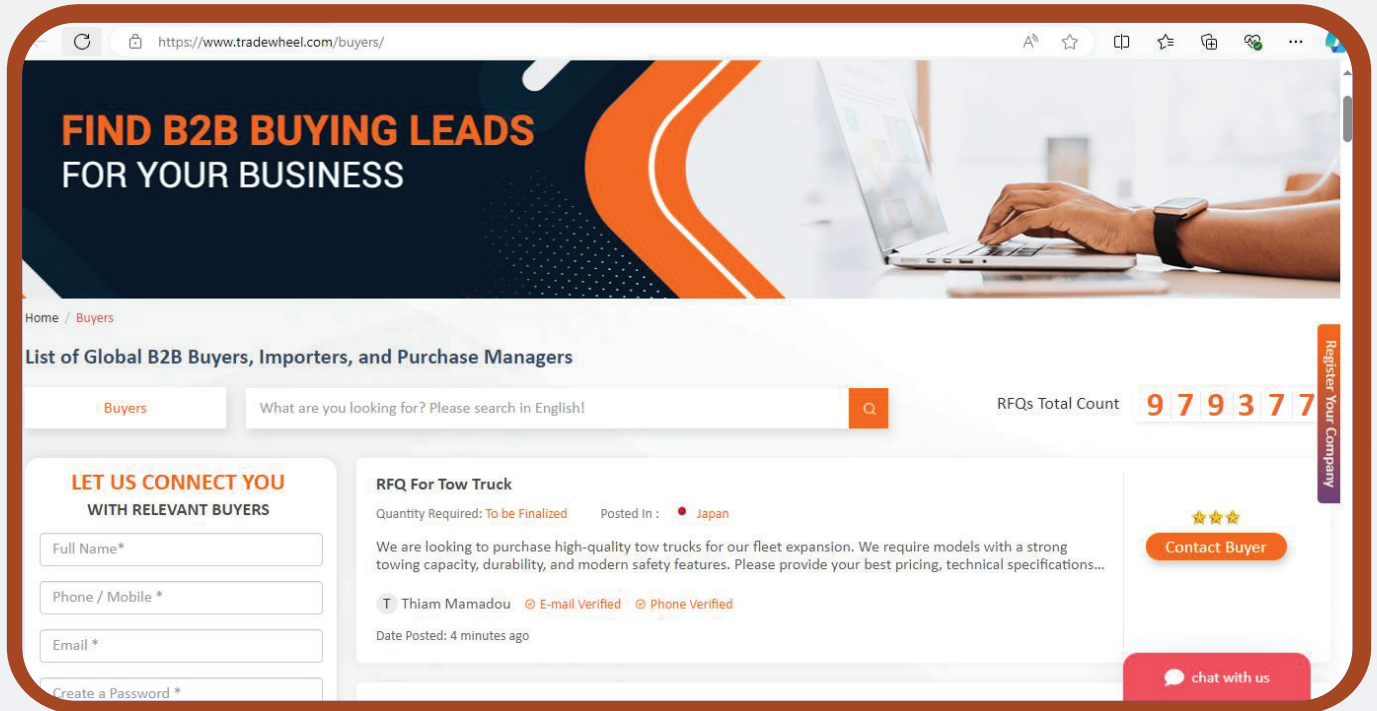 https://www.tradewheel.com/buyers/
FIND B2B BUYING LEADS
FOR YOUR BUSINESS
Home / Buyers
List of Global B2B Buyers, Importers, and Purchase Managers
Buyers
What are you looking for? Please search in English!
RFQs Total Count
979377
Register Your Company
LET US CONNECT YOU
WITH RELEVANT BUYERS
Full Name*
Phone / Mobile *
Email *
Create a Password *
RFQ For Tow Truck
Quantity Required: To be Finalized Posted In : Japan
We are looking to purchase high-quality tow trucks for our fleet expansion. We require models with a strong
towing capacity, durability, and modern safety features. Please provide your best pricing, technical specifications...
T Thiam Mamadou E-mail Verified Phone Verified
Date Posted: 4 minutes ago
Contact Buyer
chat with us